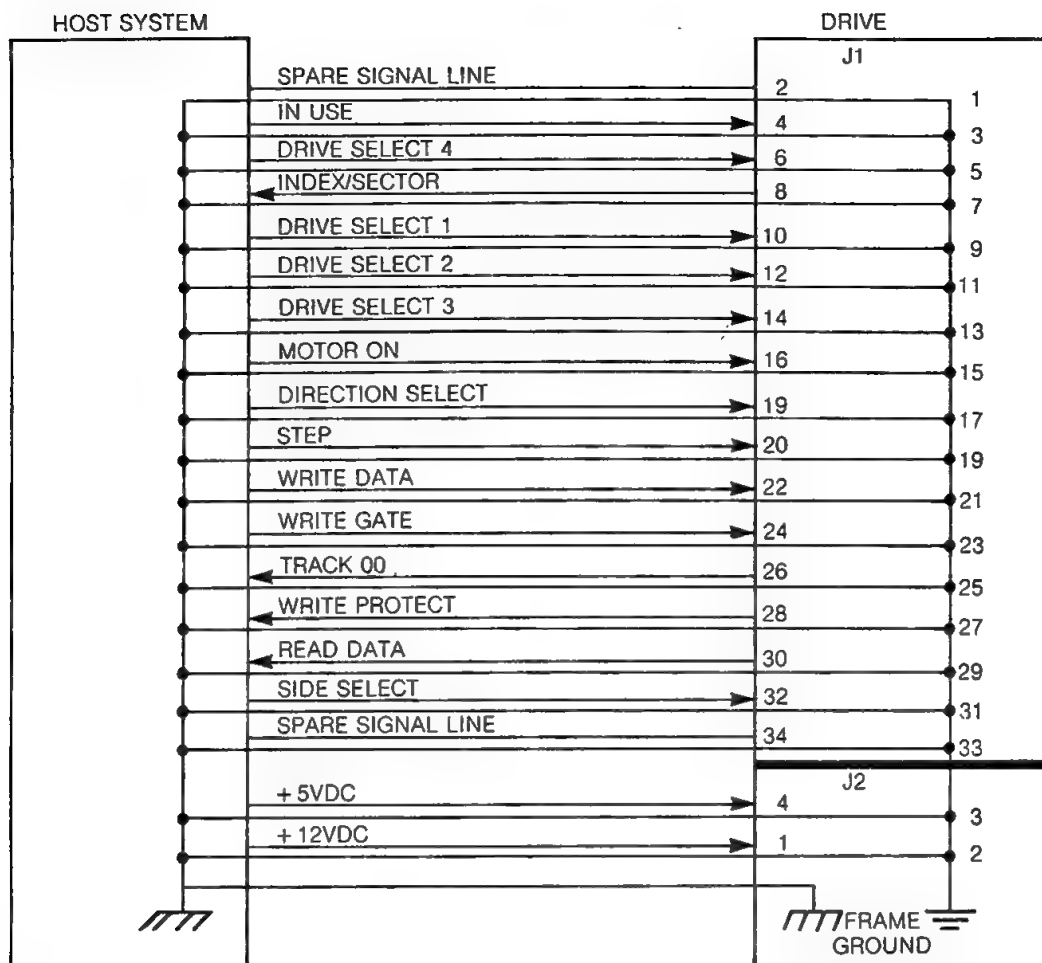 HOST SYSTEM
DRIVE
J1
SPARE SIGNAL LINE
2
1
IN USE
4
3
DRIVE SELECT 4
6
5
INDEX/SECTOR
8
7
DRIVE SELECT 1
10
9
DRIVE SELECT 2
12
11
DRIVE SELECT 3
14
13
MOTOR ON
16
15
DIRECTION SELECT
19
17
STEP
20
19
WRITE DATA
22
21
WRITE GATE
24
23
TRACK 00
26
25
WRITE PROTECT
28
27
READ DATA
30
29
SIDE SELECT
32
31
SPARE SIGNAL LINE
34
33
J2
+5VDC
4
3
+12VDC
1
2
FRAME
GROUND